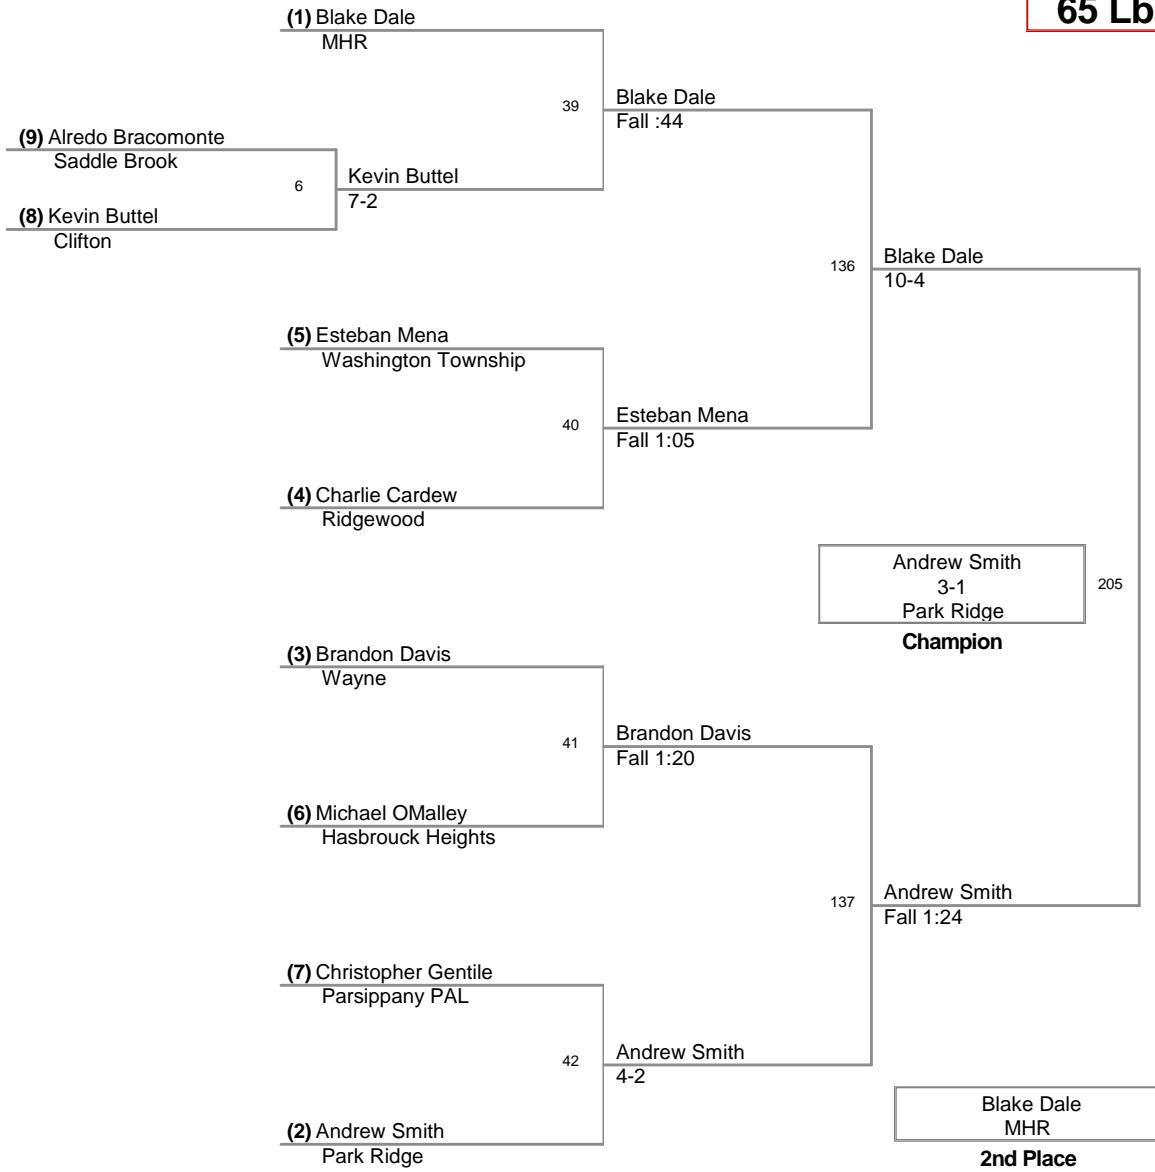 65 Lb
(1) Blake Dale
MHR
39
Blake Dale
Fall :44
(9) Alredo Bracomonte
Saddle Brook
6
Kevin Buttel
7-2
(8) Kevin Buttel
Clifton
136
Blake Dale
10-4
(5) Esteban Mena
Washington Township
40
Esteban Mena
Fall 1:05
(4) Charlie Cardew
Ridgewood
Andrew Smith
3-1
Park Ridge
205
Champion
(3) Brandon Davis
Wayne
41
Brandon Davis
Fall 1:20
(6) Michael OMalley
Hasbrouck Heights
137
Andrew Smith
Fall 1:24
(7) Christopher Gentile
Parsippany PAL
42
Andrew Smith
4-2
(2) Andrew Smith
Park Ridge
Blake Dale
MHR
2nd Place